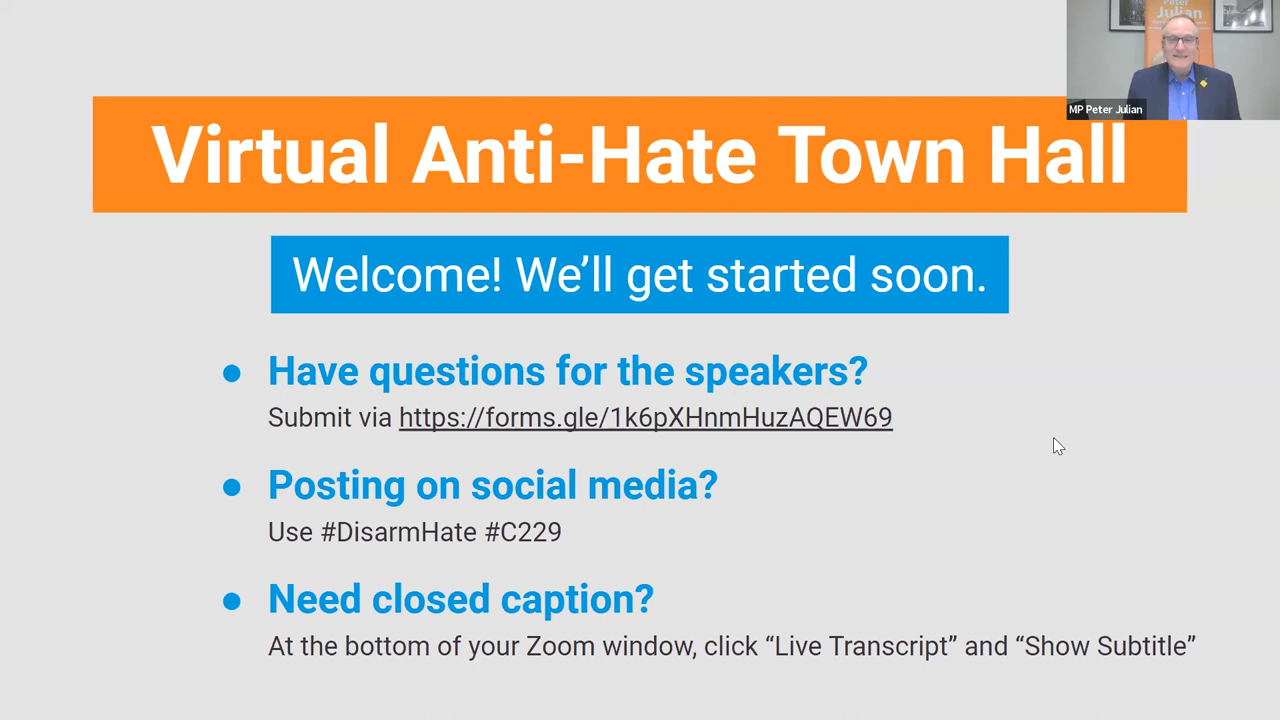 Peter
Julian
MP Peter Julian
Virtual Anti-Hate Town Hall
Welcome! We’ll get started soon.
● Have questions for the speakers?
Submit via https://forms.gle/1k6pXHnmHuzAQEW69
● Posting on social media?
Use #DisarmHate #C229
● Need closed caption?
At the bottom of your Zoom window, click “Live Transcript” and “Show Subtitle”